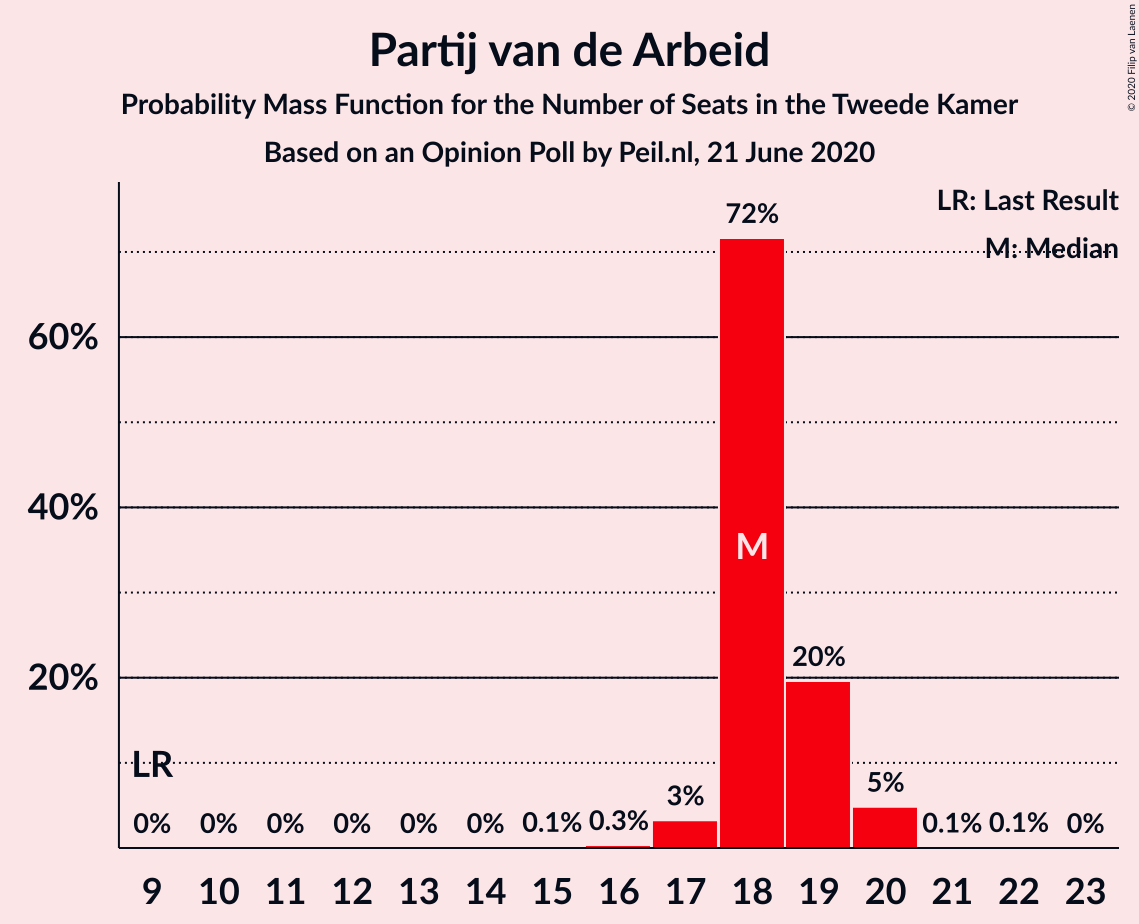 Partij van de Arbeid
Probability Mass Function for the Number of Seats in the Tweede Kamer
Based on an Opinion Poll by Peil.nl, 21 June 2020
© 2020 Filip van Laenen
LR: Last Result
M: Median
72%
60%
40%
M
20%
20%
LR
0% 0% 0% 0% 0% 0% 0.1% 0.3% 3% 5% 0.1% 0.1% 0%
9 10 11 12 13 14 15 16 17 18 19 20 21 22 23